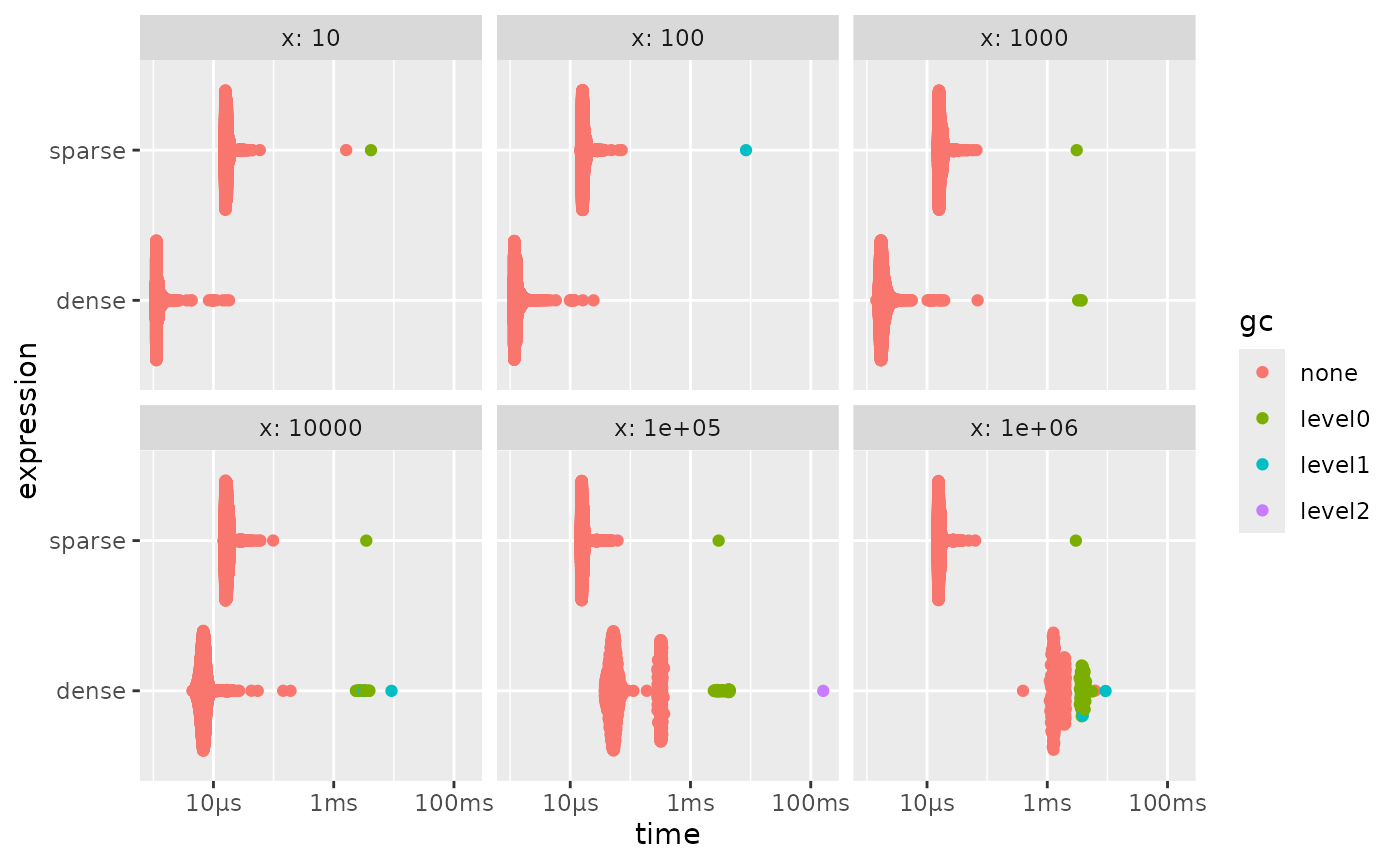 x: 10
x: 100
x: 1000
sparse
dense
x: 10000
x: 1e+05
x: 1e+06
sparse
dense
10µs
1ms
100ms
10µs
1ms
100ms
10µs
1ms
100ms
time
expression
gc
none
level0
level1
level2